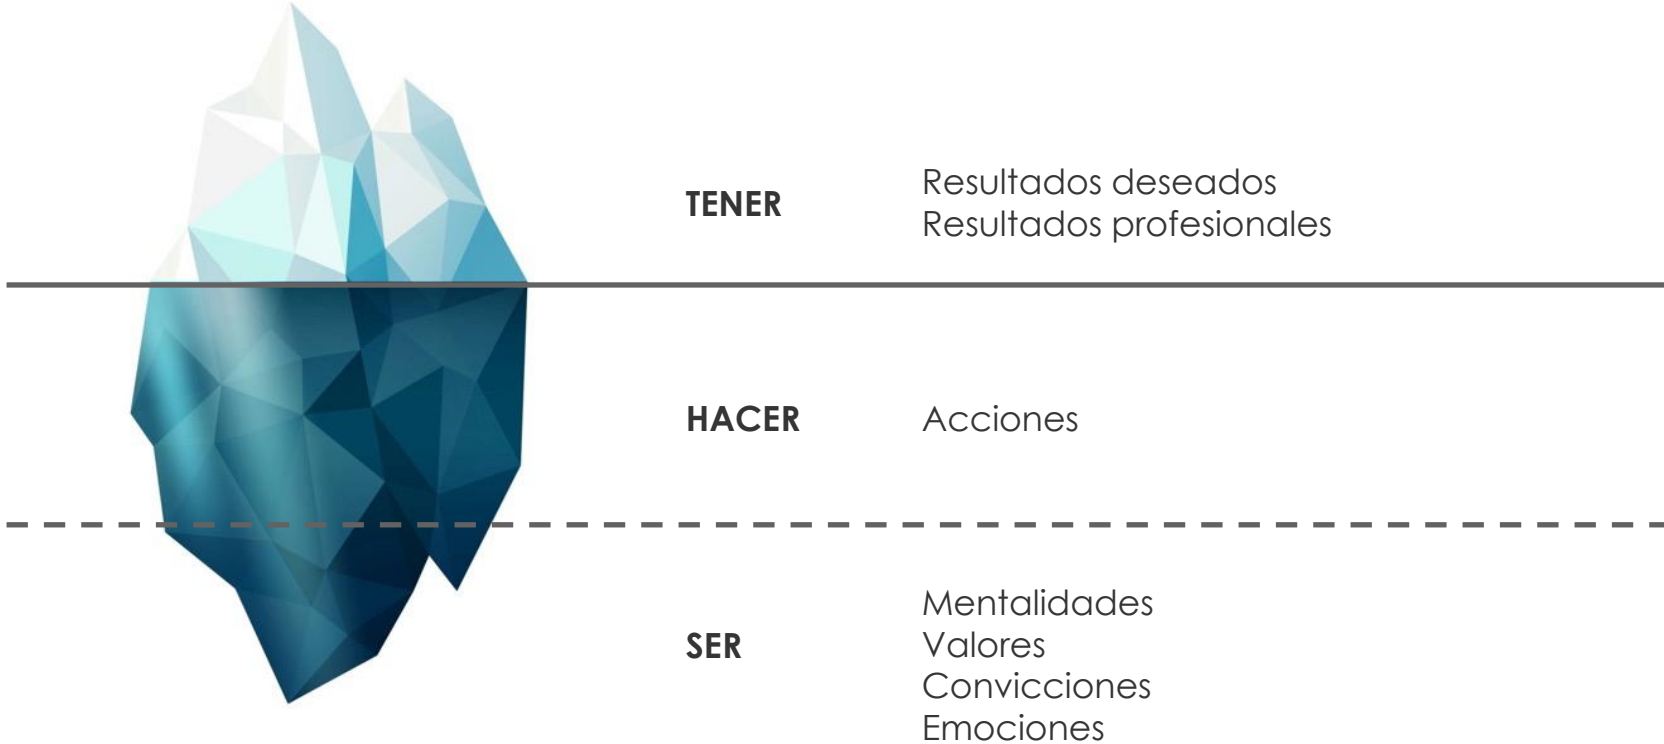 TENER
Resultados deseados
Resultados profesionales
HACER
Acciones
SER
Mentalidades
Valores
Convicciones
Emociones